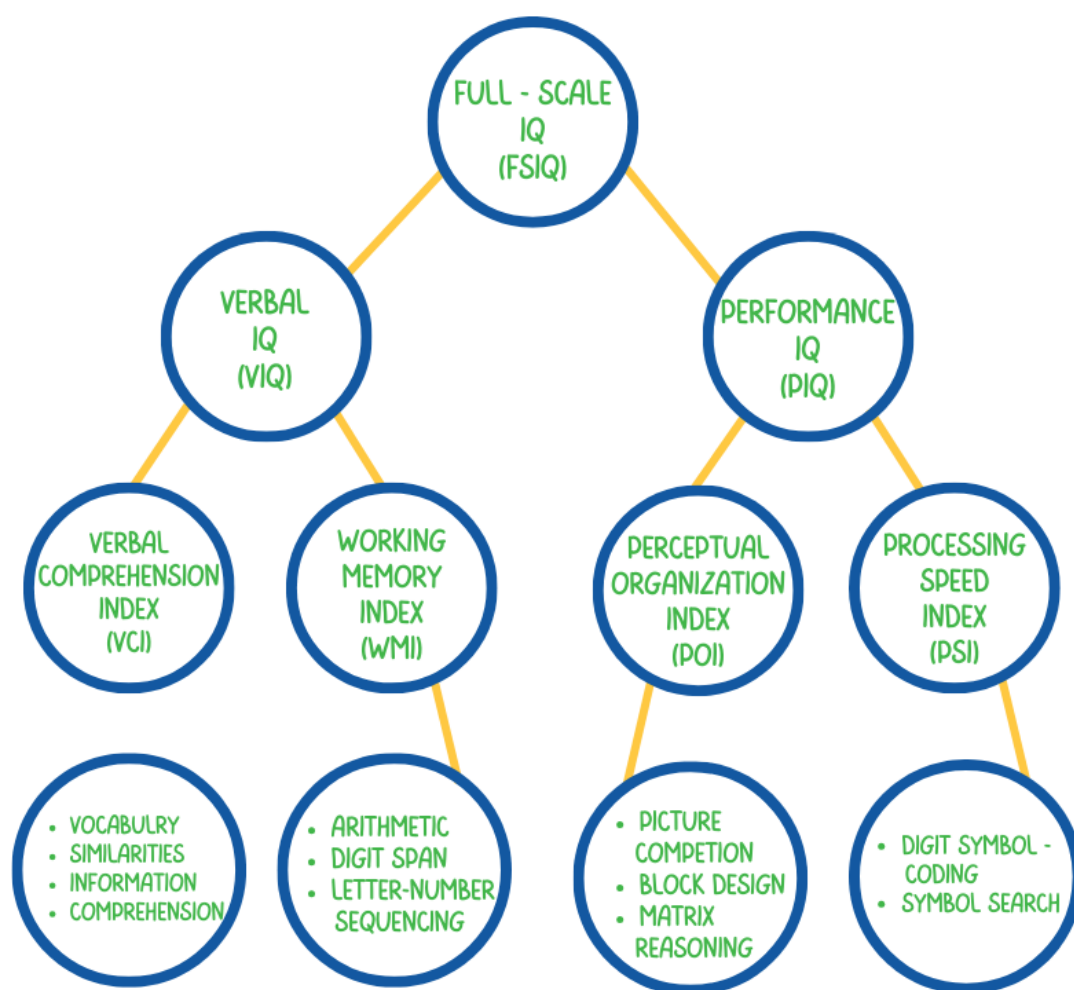 FULL - SCALE
IQ
(FSIQ)
VERBAL
IQ
(VIQ)
PERFORMANCE
IQ
(PIQ)
VERBAL
COMPREHENSION
INDEX
(VCI)
WORKING
MEMORY
INDEX
(WMI)
PERCEPTUAL
ORGANIZATION
INDEX
(POI)
PROCESSING
SPEED
INDEX
(PSI)
• VOCABULRY
• SIMILARITIES
• INFORMATION
• COMPREHENSION
• ARITHMETIC
• DIGIT SPAN
• LETTER-NUMBER
SEQUENCING
• PICTURE
COMPETION
• BLOCK DESIGN
• MATRIX
REASONING
• DIGIT SYMBOL -
CODING
• SYMBOL SEARCH